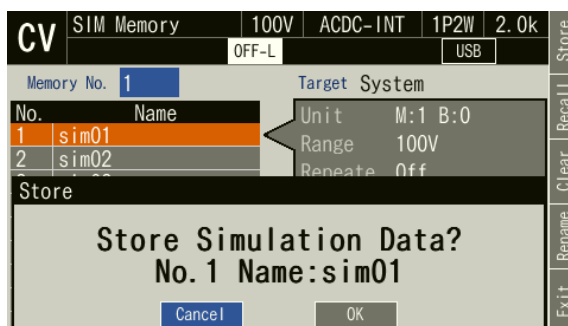 CV
SIM Memory 100V ACDC-INT 1P2W 2.0k
OFF-L USB
Memory No. 1 Target System
No. Name
1 sim01
2 sim02
Unit M:1 B:0
Range 100V
Repeate Off
Store
Store Simulation Data?
No.1 Name:sim01
Cancel OK
Store
Recall
Clear
Rename
Exit